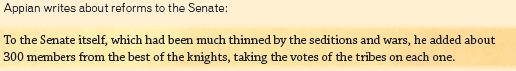 Appian writes about reforms to the Senate:
To the Senate itself, which had been much thinned by the seditions and wars, he added about
300 members from the best of the knights, taking the votes of the tribes on each one.